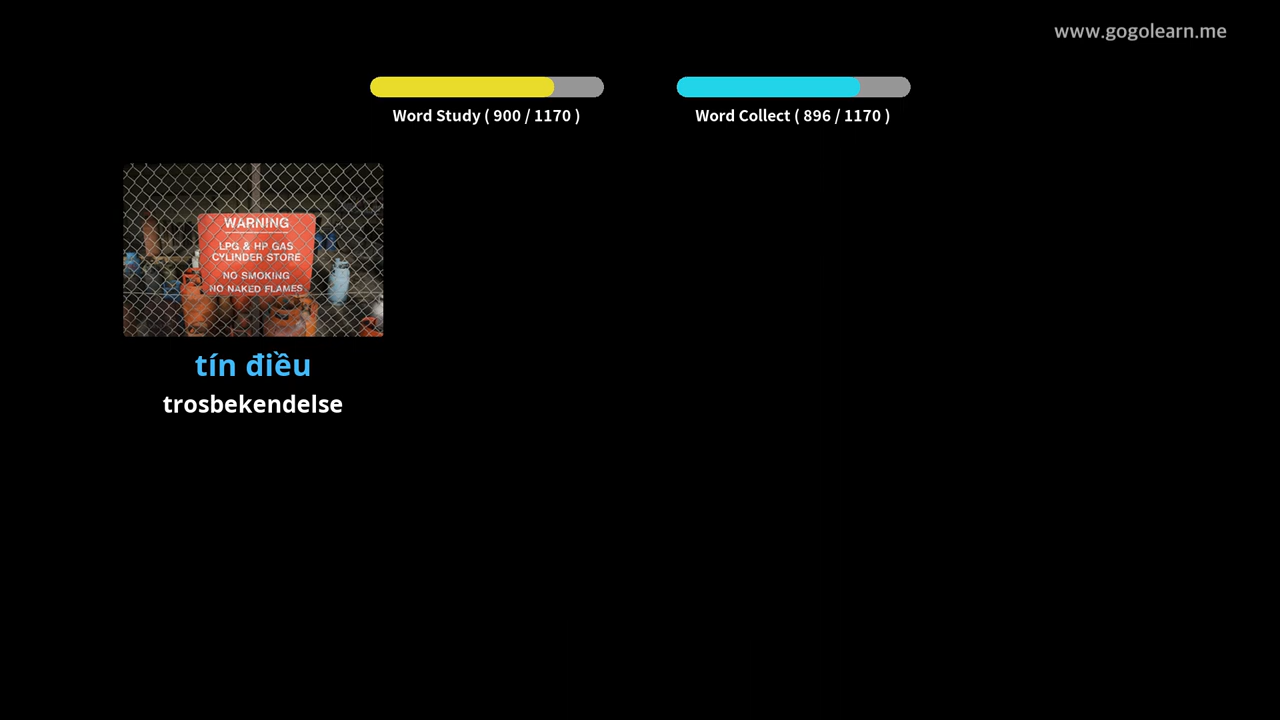 www.gogolearn.me
Word Study ( 900 / 1170 )
Word Collect ( 896 / 1170 )
WARNING
LPG & HP GAS
CYLINDER STORE
NO SMOKING
NO NAKED FLAMES
tín điều
trosbekendelse